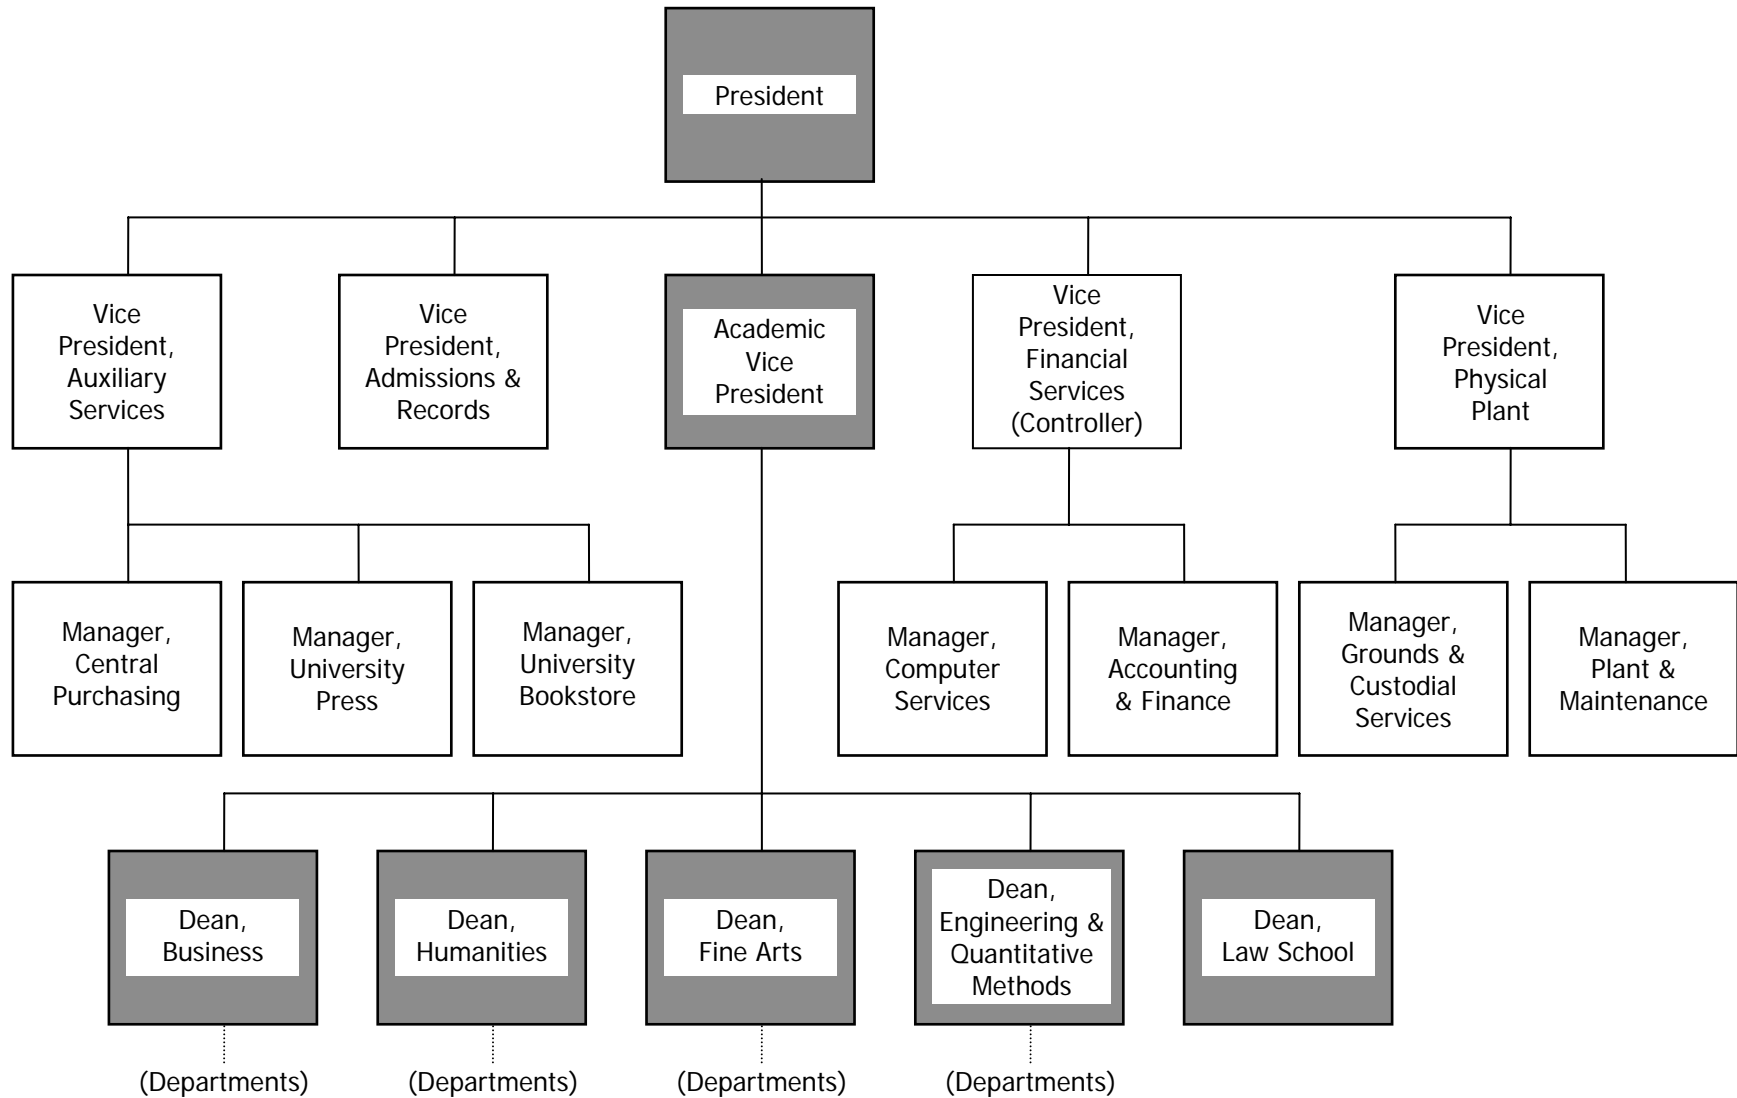 President
Vice
President,
Auxiliary
Services
Vice
President,
Admissions &
Records
Academic
Vice
President
Vice
President,
Financial
Services
(Controller)
Vice
President,
Physical
Plant
Manager,
Central
Purchasing
Manager,
University
Press
Manager,
University
Bookstore
Manager,
Computer
Services
Manager,
Accounting
& Finance
Manager,
Grounds &
Custodial
Services
Manager,
Plant &
Maintenance
Dean,
Business
Dean,
Humanities
Dean,
Fine Arts
Dean,
Engineering &
Quantitative
Methods
Dean,
Law School
(Departments)
(Departments)
(Departments)
(Departments)